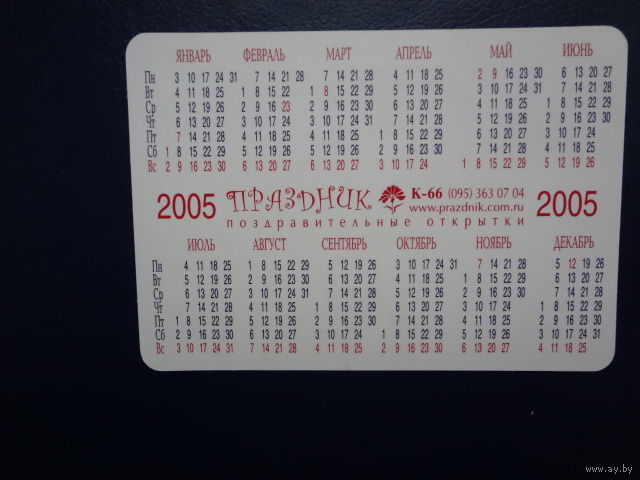 ЯНВАРЬ ФЕВРАЛЬ МАРТ АПРЕЛЬ МАЙ ИЮНЬ
Пн 3 10 17 24 31 7 14 21 28 7 14 21 28 4 11 18 25 2 9 16 23 30 6 13 20 27
Вт 4 11 18 25 1 8 15 22 1 8 15 22 29 5 12 19 26 3 10 17 24 31 7 14 21 28
Ср 5 12 19 26 2 9 16 23 2 9 16 23 30 6 13 20 27 4 11 18 25 1 8 15 22 29
Чт 6 13 20 27 3 10 17 24 3 10 17 24 31 7 14 21 28 5 12 19 26 2 9 16 23 30
Пт 7 14 21 28 4 11 18 25 4 11 18 25 1 8 15 22 29 6 13 20 27 3 10 17 24
Сб 1 8 15 22 29 5 12 19 26 5 12 19 26 2 9 16 23 30 7 14 21 28 4 11 18 25
Вс 2 9 16 23 30 6 13 20 27 6 13 20 27 3 10 17 24 1 8 15 22 29 5 12 19 26
2005 ПРАЗДНИК К-66 (095) 363 07 04 2005
www.prazdnik.com.ru
поздравительные открытки
ИЮЛЬ АВГУСТ СЕНТЯБРЬ ОКТЯБРЬ НОЯБРЬ ДЕКАБРЬ
Пн 4 11 18 25 1 8 15 22 29 5 12 19 26 3 10 17 24 31 7 14 21 28 5 12 19 26
Вт 5 12 19 26 2 9 16 23 30 6 13 20 27 4 11 18 25 1 8 15 22 29 6 13 20 27
Ср 6 13 20 27 3 10 17 24 31 7 14 21 28 5 12 19 26 2 9 16 23 30 7 14 21 28
Чт 7 14 21 28 4 11 18 25 1 8 15 22 29 6 13 20 27 3 10 17 24 1 8 15 22 29
Пт 1 8 15 22 29 5 12 19 26 2 9 16 23 30 7 14 21 28 4 11 18 25 2 9 16 23 30
Сб 2 9 16 23 30 6 13 20 27 3 10 17 24 1 8 15 22 29 5 12 19 26 3 10 17 24 31
Вс 3 10 17 24 31 7 14 21 28 4 11 18 25 2 9 16 23 30 6 13 20 27 4 11 18 25
www.ay.by